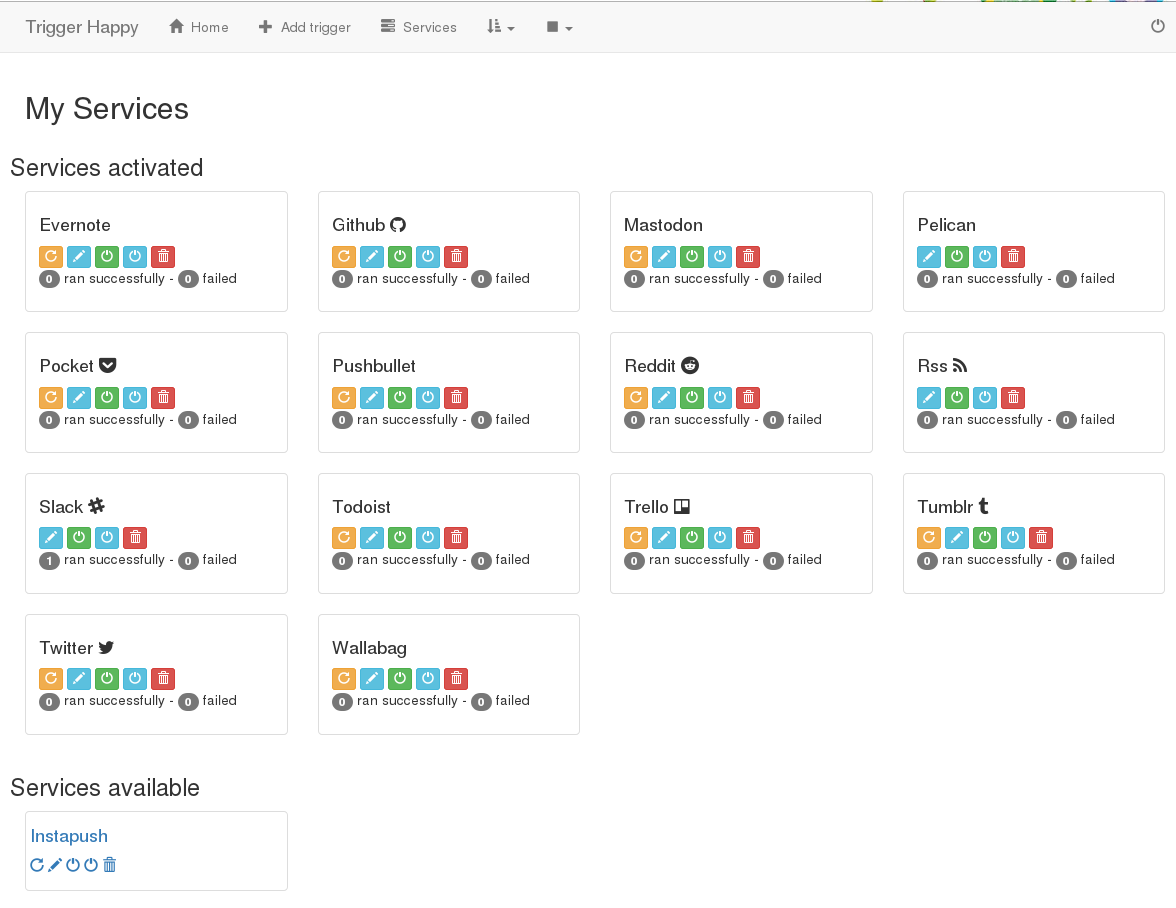 Trigger Happy Home Add trigger Services
My Services
Services activated
Evernote Github Mastodon Pelican
0 ran successfully - 0 failed 0 ran successfully - 0 failed 0 ran successfully - 0 failed 0 ran successfully - 0 failed
Pocket Pushbullet Reddit Rss
0 ran successfully - 0 failed 0 ran successfully - 0 failed 0 ran successfully - 0 failed 0 ran successfully - 0 failed
Slack Todoist Trello Tumblr
1 ran successfully - 0 failed 0 ran successfully - 0 failed 0 ran successfully - 0 failed 0 ran successfully - 0 failed
Twitter Wallabag
0 ran successfully - 0 failed 0 ran successfully - 0 failed
Services available
Instapush